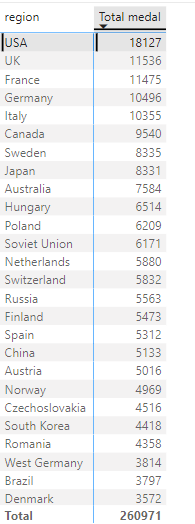 region Total medal
USA 18127
UK 11536
France 11475
Germany 10496
Italy 10355
Canada 9540
Sweden 8335
Japan 8331
Australia 7584
Hungary 6514
Poland 6209
Soviet Union 6171
Netherlands 5880
Switzerland 5832
Russia 5563
Finland 5473
Spain 5312
China 5133
Austria 5016
Norway 4969
Czechoslovakia 4516
South Korea 4418
Romania 4358
West Germany 3814
Brazil 3797
Denmark 3572
Total 260971